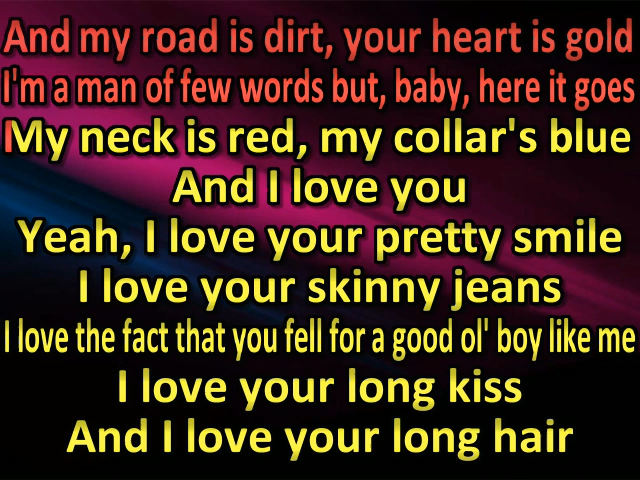 And my road is dirt, your heart is gold
I'm a man of few words but, baby, here it goes
My neck is red, my collar's blue
And I love you
Yeah, I love your pretty smile
I love your skinny jeans
I love the fact that you fell for a good ol' boy like me
I love your long kiss
And I love your long hair